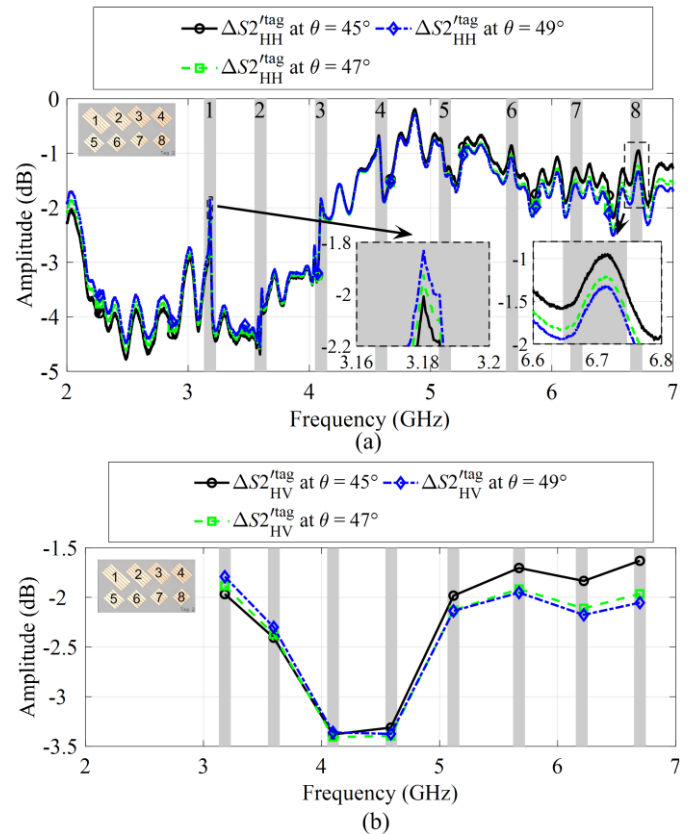 ΔS2′tag HH at θ = 45° ΔS2′tag HH at θ = 49°
ΔS2′tag HH at θ = 47°
1 2 3 4 5 6 7 8
1 2 3 4
5 6 7 8
Tag 2
0
-1
-2
-3
-4
-5
Amplitude (dB)
-1.8
-2
-2.2
3.16 3.18 3.2
-1
-1.5
-2
6.6 6.7 6.8
2 3 4 5 6 7
Frequency (GHz)
(a)
ΔS2′tag HV at θ = 45° ΔS2′tag HV at θ = 49°
ΔS2′tag HV at θ = 47°
1 2 3 4
5 6 7 8
Tag 2
-1.5
-2
-2.5
-3
-3.5
Amplitude (dB)
2 3 4 5 6 7
Frequency (GHz)
(b)